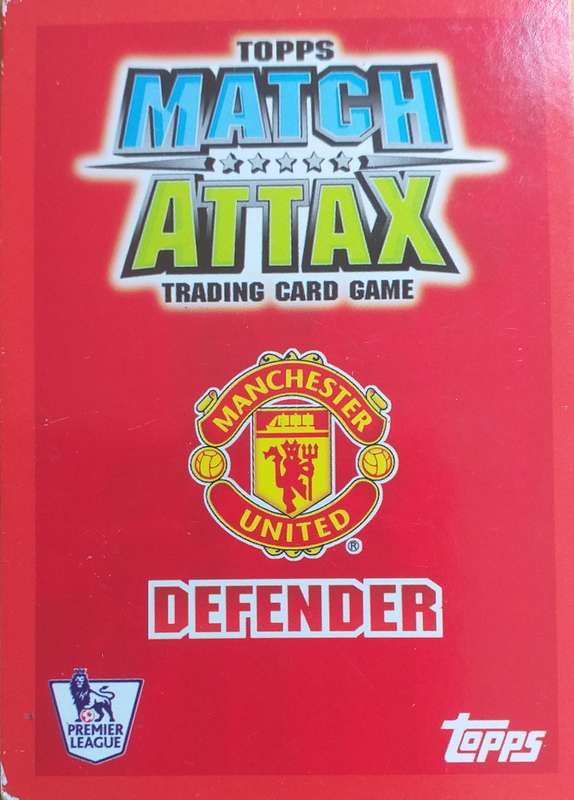 TOPPS
MATCH
ATTAX
TRADING CARD GAME
MANCHESTER
UNITED
®
DEFENDER
PREMIER
LEAGUE
Topps